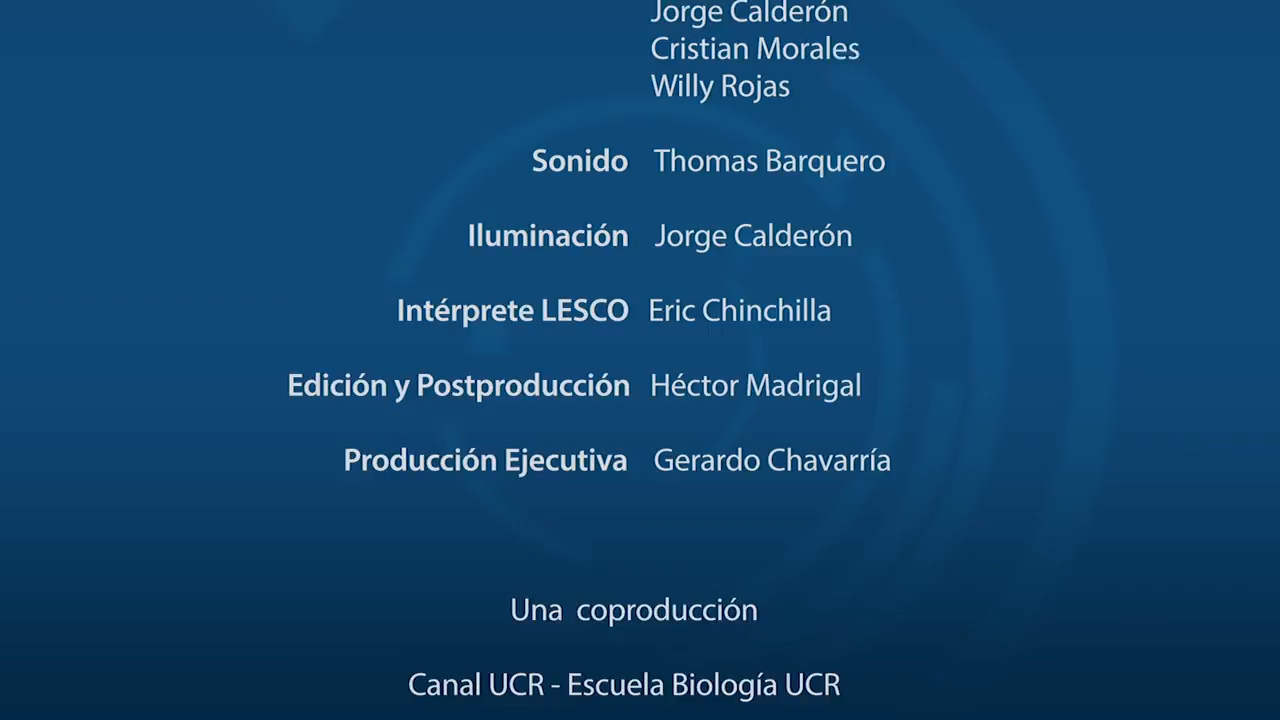 Jorge Calderón
Cristian Morales
Willy Rojas
Sonido Thomas Barquero
Iluminación Jorge Calderón
Intérprete LESCO Eric Chinchilla
Edición y Postproducción Héctor Madrigal
Producción Ejecutiva Gerardo Chavarría
Una coproducción
Canal UCR - Escuela Biología UCR